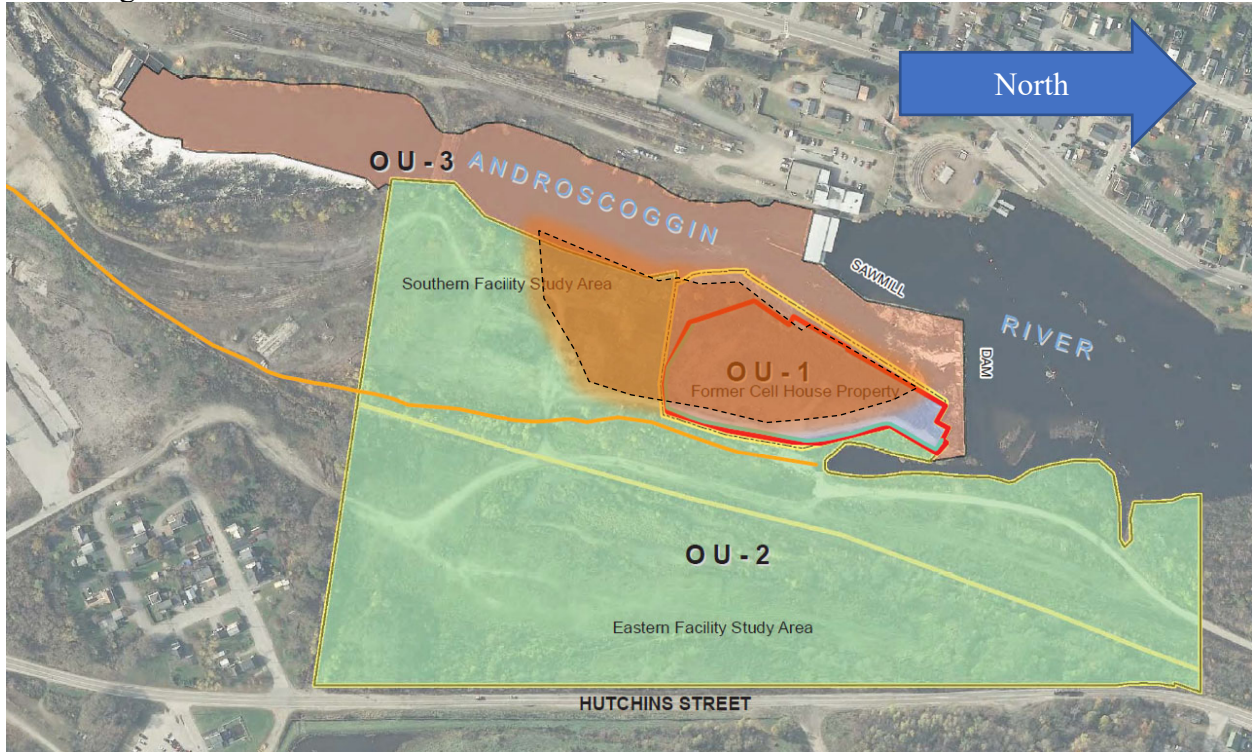 North
OU-3
ANDROSCOGGIN
SAWMILL
Southern Facility Study Area
RIVER
DAM
OU-1
Former Cell House Property
OU-2
Eastern Facility Study Area
HUTCHINS STREET